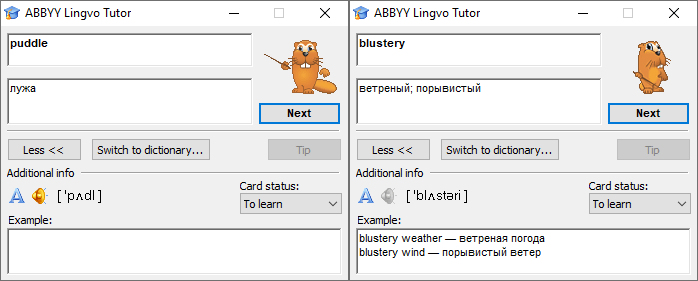 ABBYY Lingvo Tutor
puddle
лужа
Next
Less <<
Switch to dictionary...
Tip
Additional info
[ 'pʌdl ]
Card status:
To learn
Example:
ABBYY Lingvo Tutor
blustery
ветреный; порывистый
Next
Less <<
Switch to dictionary...
Tip
Additional info
[ 'blʌstəri ]
Card status:
To learn
Example:
blustery weather — ветреная погода
blustery wind — порывистый ветер